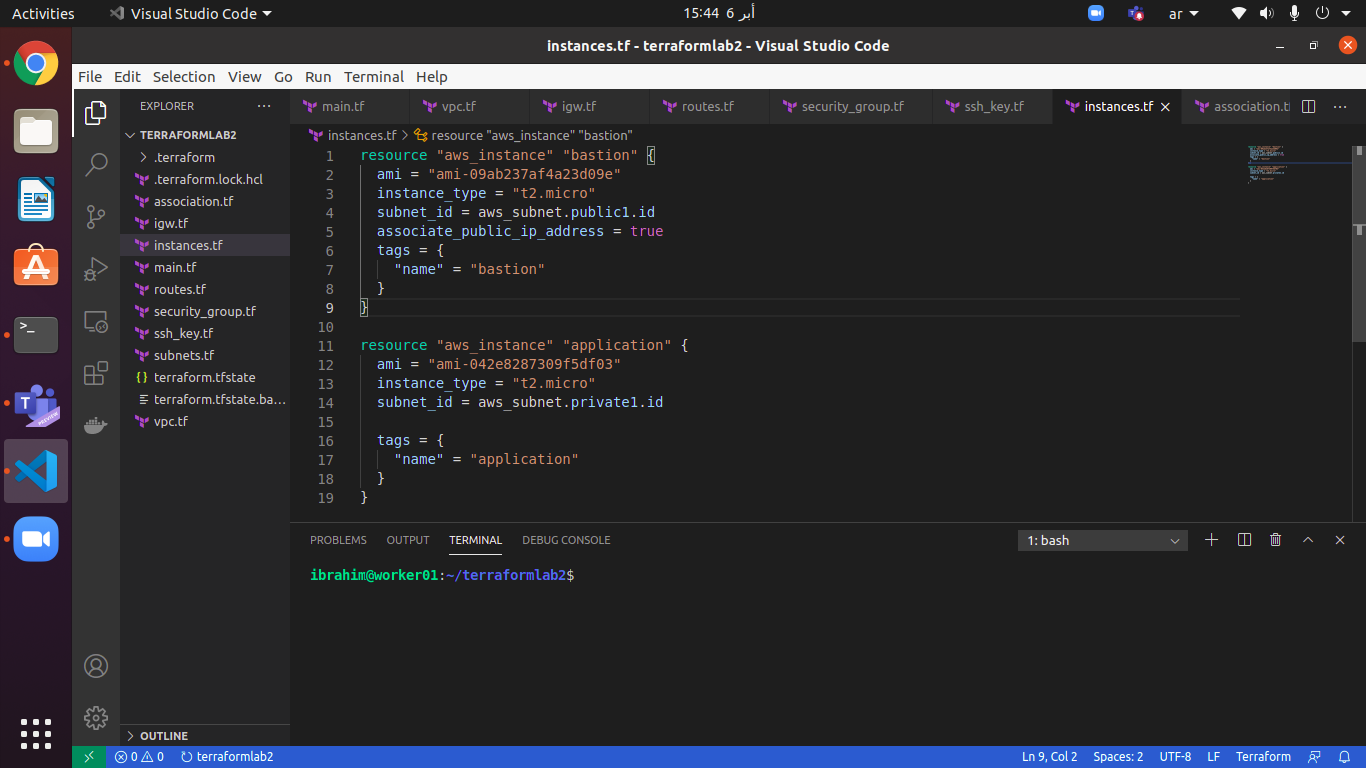 Activities
Visual Studio Code
15:44 6 أبر
ar
instances.tf - terraformlab2 - Visual Studio Code
File Edit Selection View Go Run Terminal Help
EXPLORER
main.tf
vpc.tf
igw.tf
routes.tf
security_group.tf
ssh_key.tf
instances.tf
association.t
instances.tf > resource "aws_instance" "bastion"
TERRAFORMLAB2
.terraform
.terraform.lock.hcl
association.tf
igw.tf
instances.tf
main.tf
routes.tf
security_group.tf
ssh_key.tf
subnets.tf
{} terraform.tfstate
terraform.tfstate.ba...
vpc.tf
OUTLINE
1 resource "aws_instance" "bastion" {
2 ami = "ami-09ab237af4a23d09e"
3 instance_type = "t2.micro"
4 subnet_id = aws_subnet.public1.id
5 associate_public_ip_address = true
6 tags = {
7 "name" = "bastion"
8 }
9 }
10
11 resource "aws_instance" "application" {
12 ami = "ami-042e8287309f5df03"
13 instance_type = "t2.micro"
14 subnet_id = aws_subnet.private1.id
15
16 tags = {
17 "name" = "application"
18 }
19 }
PROBLEMS OUTPUT TERMINAL DEBUG CONSOLE
1: bash
ibrahim@worker01:~/terraformlab2$
0 0 terraformlab2
Ln 9, Col 2 Spaces: 2 UTF-8 LF Terraform